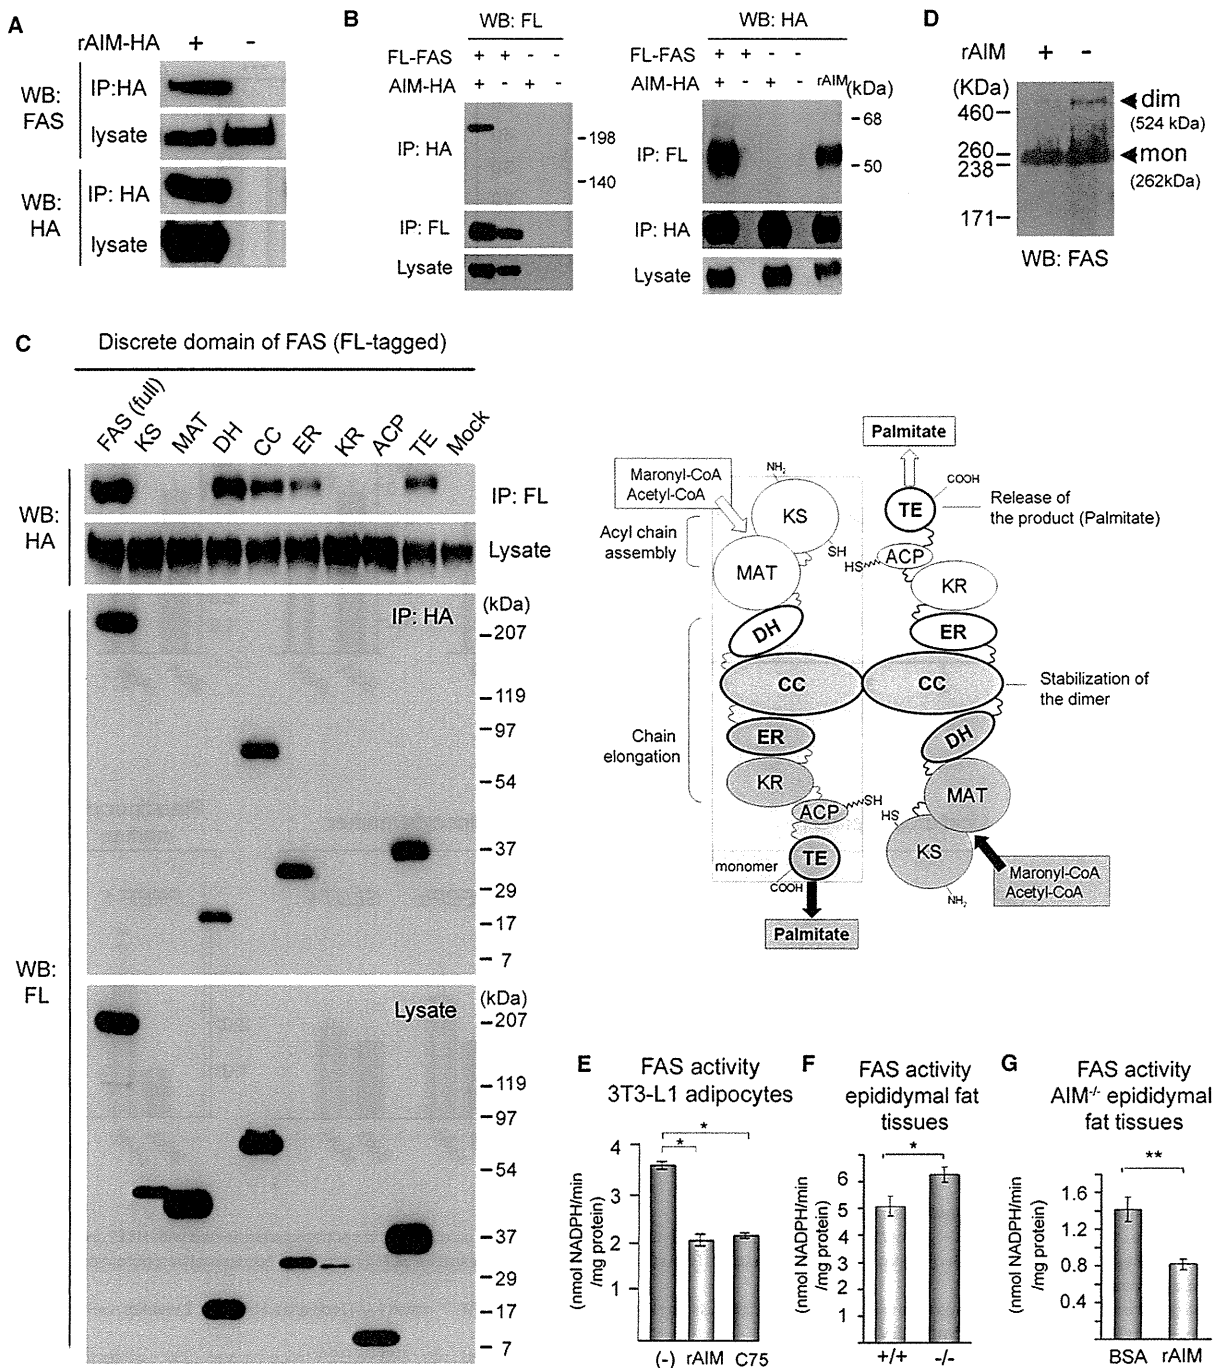 A
rAIM-HA + -
WB: FAS
IP:HA
lysate
WB: HA
IP: HA
lysate
B
WB: FL
FL-FAS + + - -
AIM-HA + - + -
IP: HA
198
140
IP: FL
Lysate
WB: HA
FL-FAS + + - -
AIM-HA + - + - rAIM (kDa)
IP: FL
68
50
IP: HA
Lysate
D
rAIM + -
(KDa)
460
260
238
171
dim
(524 kDa)
mon
(262kDa)
WB: FAS
C
Discrete domain of FAS (FL-tagged)
FAS (full) KS MAT DH CC ER KR ACP TE Mock
WB: HA
IP: FL
Lysate
WB: FL
IP: HA
(kDa)
207
119
97
54
37
29
17
7
Lysate
(kDa)
207
119
97
54
37
29
17
7
Palmitate
Maronyl-CoA
Acetyl-CoA
NH2
KS
TE
COOH
Release of
the product (Palmitate)
Acyl chain
assembly
SH
HS
ACP
MAT
KR
DH
ER
CC
CC
Stabilization of
the dimer
Chain
elongation
ER
DH
KR
MAT
ACP
SH
HS
KS
monomer
TE
COOH
NH2
Maronyl-CoA
Acetyl-CoA
Palmitate
E
FAS activity
3T3-L1 adipocytes
(nmol NADPH/min
/mg protein)
4
3
2
1
*
*
(-) rAIM C75
F
FAS activity
epididymal fat
tissues
(nmol NADPH/min
/mg protein)
6
5
4
3
2
1
*
+/+ -/-
G
FAS activity
AIM-/- epididymal
fat tissues
(nmol NADPH/min
/mg protein)
1.6
1.2
0.8
0.4
**
BSA rAIM